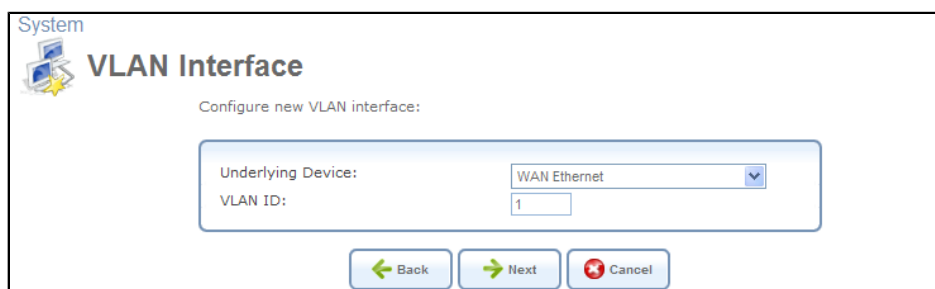 System
VLAN Interface
Configure new VLAN interface:
Underlying Device: WAN Ethernet
VLAN ID: 1
Back Next Cancel